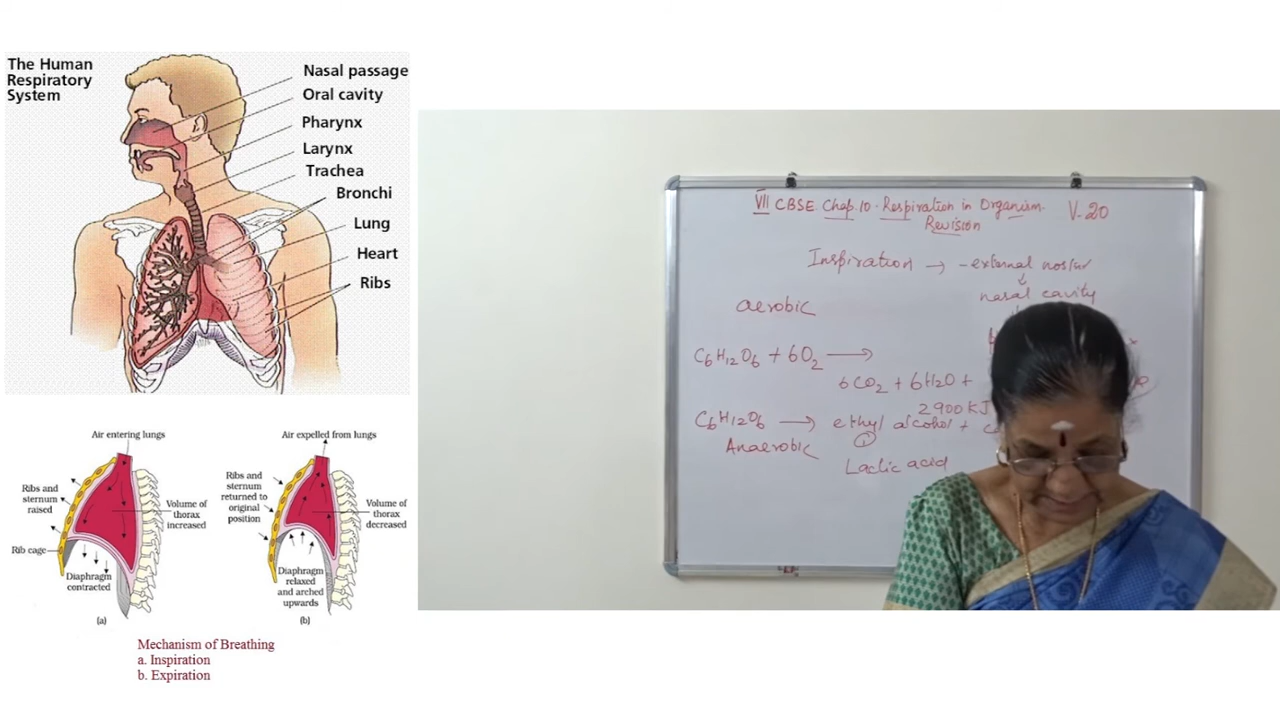 The Human
Respiratory
System
Nasal passage
Oral cavity
Pharynx
Larynx
Trachea
Bronchi
Lung
Heart
Ribs
Air entering lungs
Ribs and
sternum
raised
Volume of
thorax
increased
Rib cage
Diaphragm
contracted
(a)
Air expelled from lungs
Ribs and
sternum
returned to
original
position
Volume of
thorax
decreased
Diaphragm
relaxed
and arched
upwards
(b)
Mechanism of Breathing
a. Inspiration
b. Expiration
VII CBSE Chap.10 - Respiration in Organism. V.20
Revision
Inspiration → - external
↓
nasal cavity
aerobic
C6H12O6 + 6O2 →
6CO2 + 6H2O +
2900 KJ
C6H12O6 → ethyl alcohol +
Anaerobic ①
Lactic acid